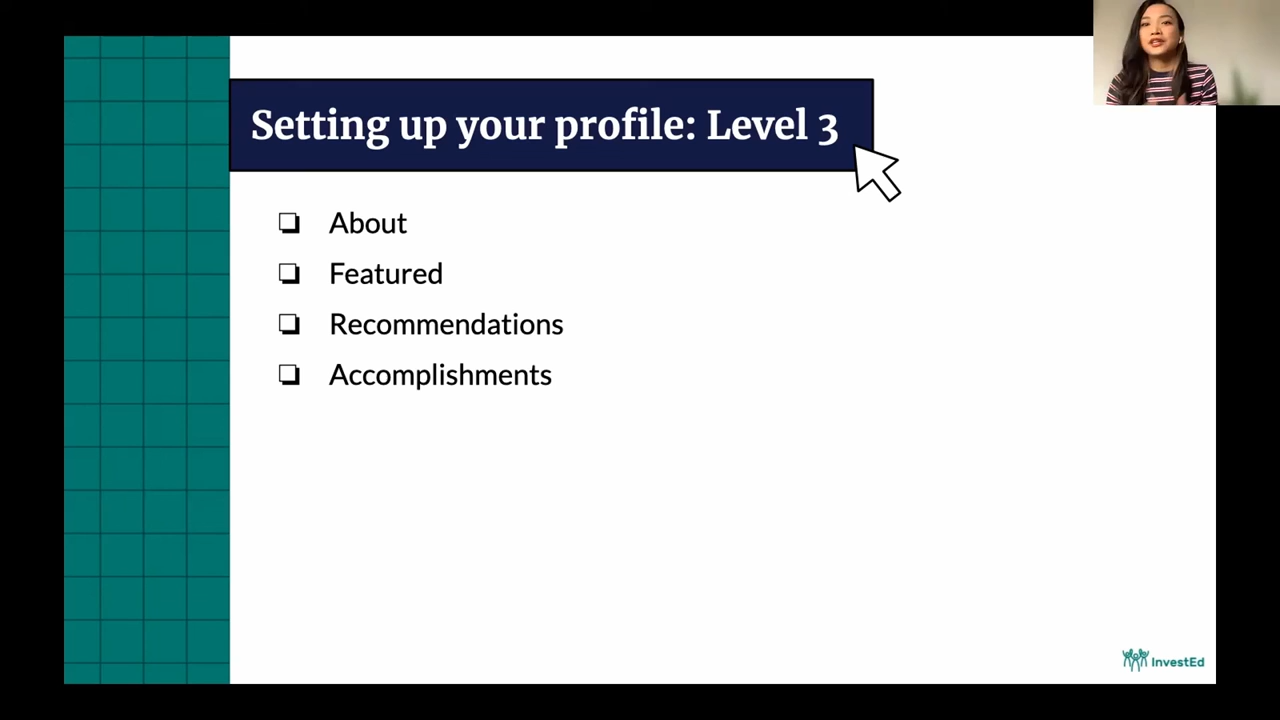 Setting up your profile: Level 3
About
Featured
Recommendations
Accomplishments
InvestEd